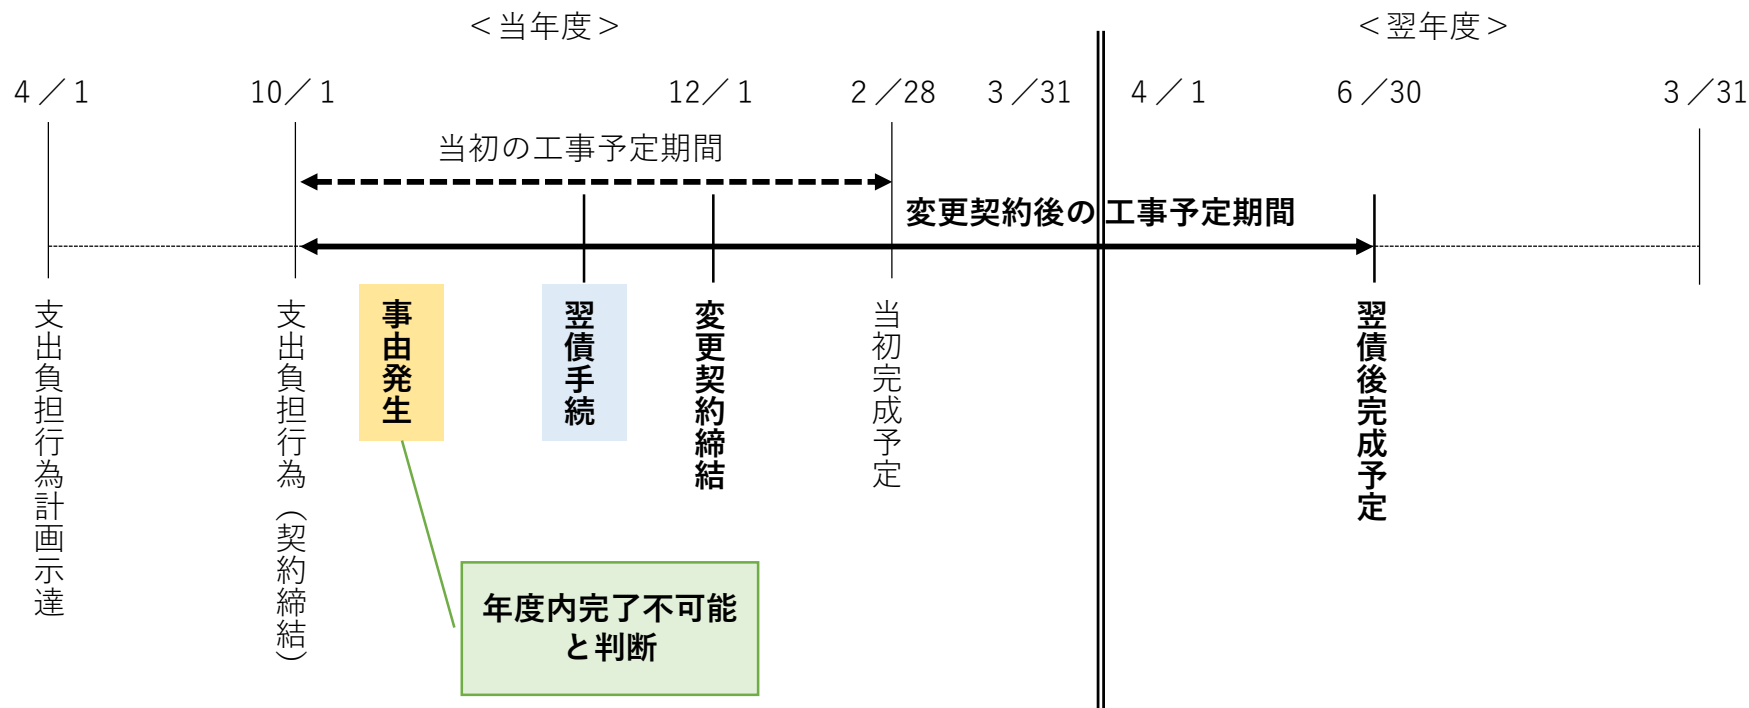 ＜当年度＞
＜翌年度＞
4／1
10／1
12／1
2／28
3／31
4／1
6／30
3／31
当初の工事予定期間
変更契約後の工事予定期間
支出負担行為計画示達
支出負担行為（契約締結）
事由発生
翌債手続
変更契約締結
当初完成予定
翌債後完成予定
年度内完了不可能
と判断